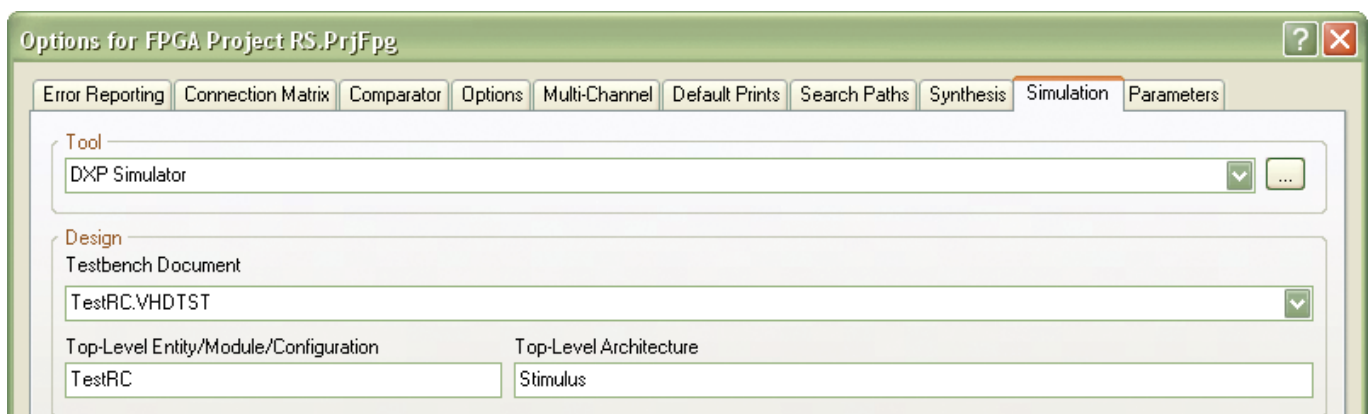 Options for FPGA Project RS.PrjFpg
Error Reporting Connection Matrix Comparator Options Multi-Channel Default Prints Search Paths Synthesis Simulation Parameters
Tool
DXP Simulator ...
Design
Testbench Document
TestRC.VHDTST
Top-Level Entity/Module/Configuration Top-Level Architecture
TestRC Stimulus